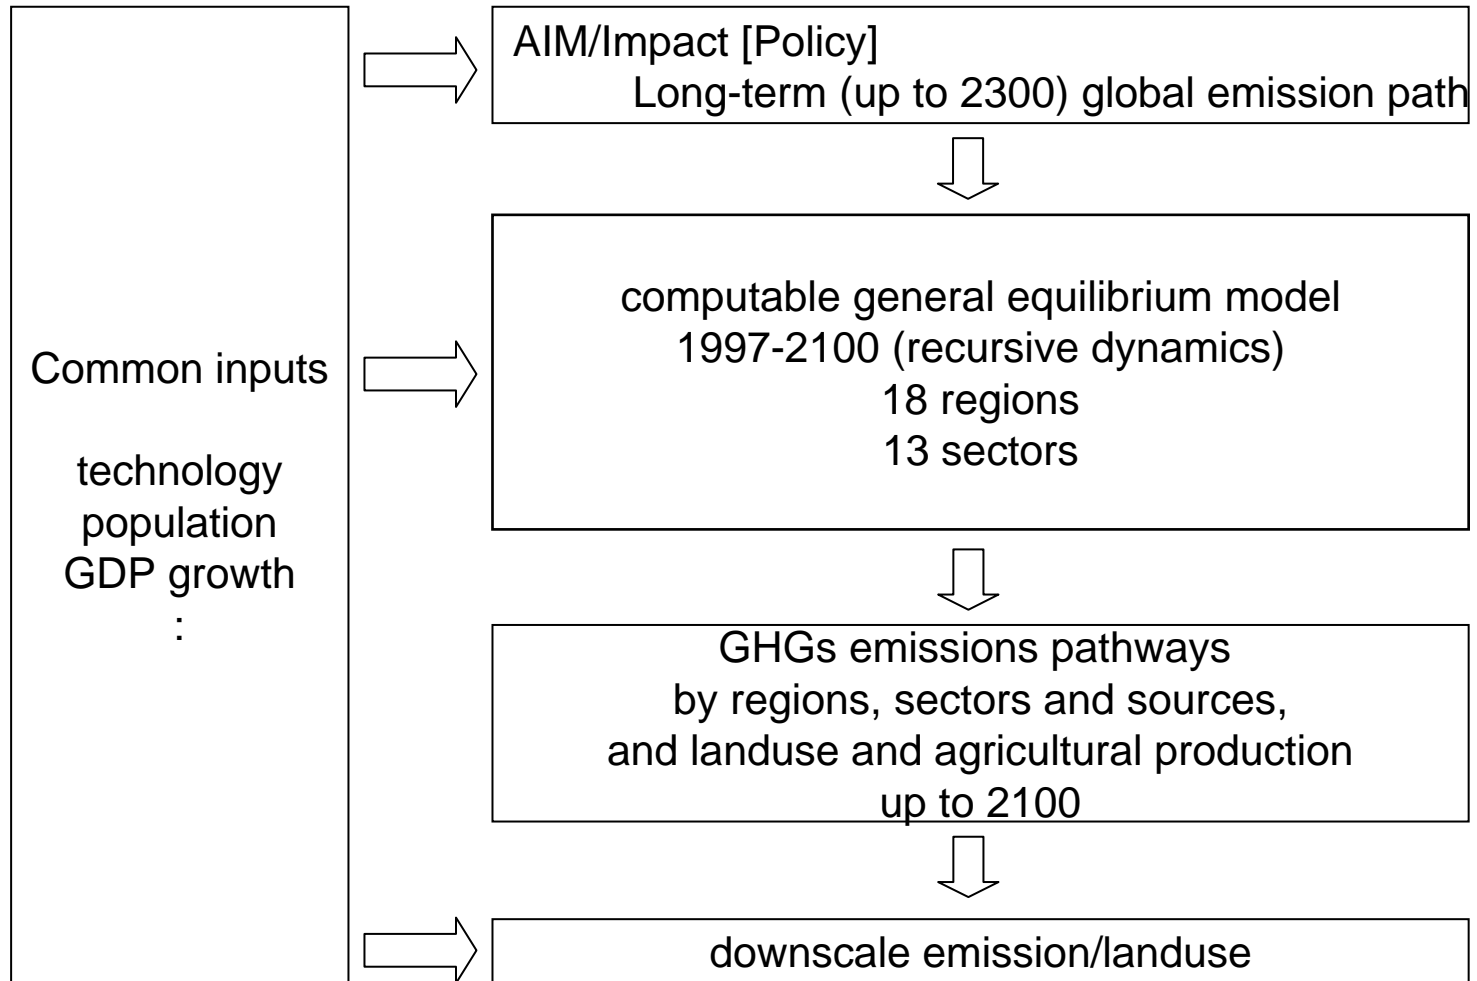 AIM/Impact [Policy]
Long-term (up to 2300) global emission path
Common inputs
technology
population
GDP growth
:
computable general equilibrium model
1997-2100 (recursive dynamics)
18 regions
13 sectors
GHGs emissions pathways
by regions, sectors and sources,
and landuse and agricultural production
up to 2100
downscale emission/landuse